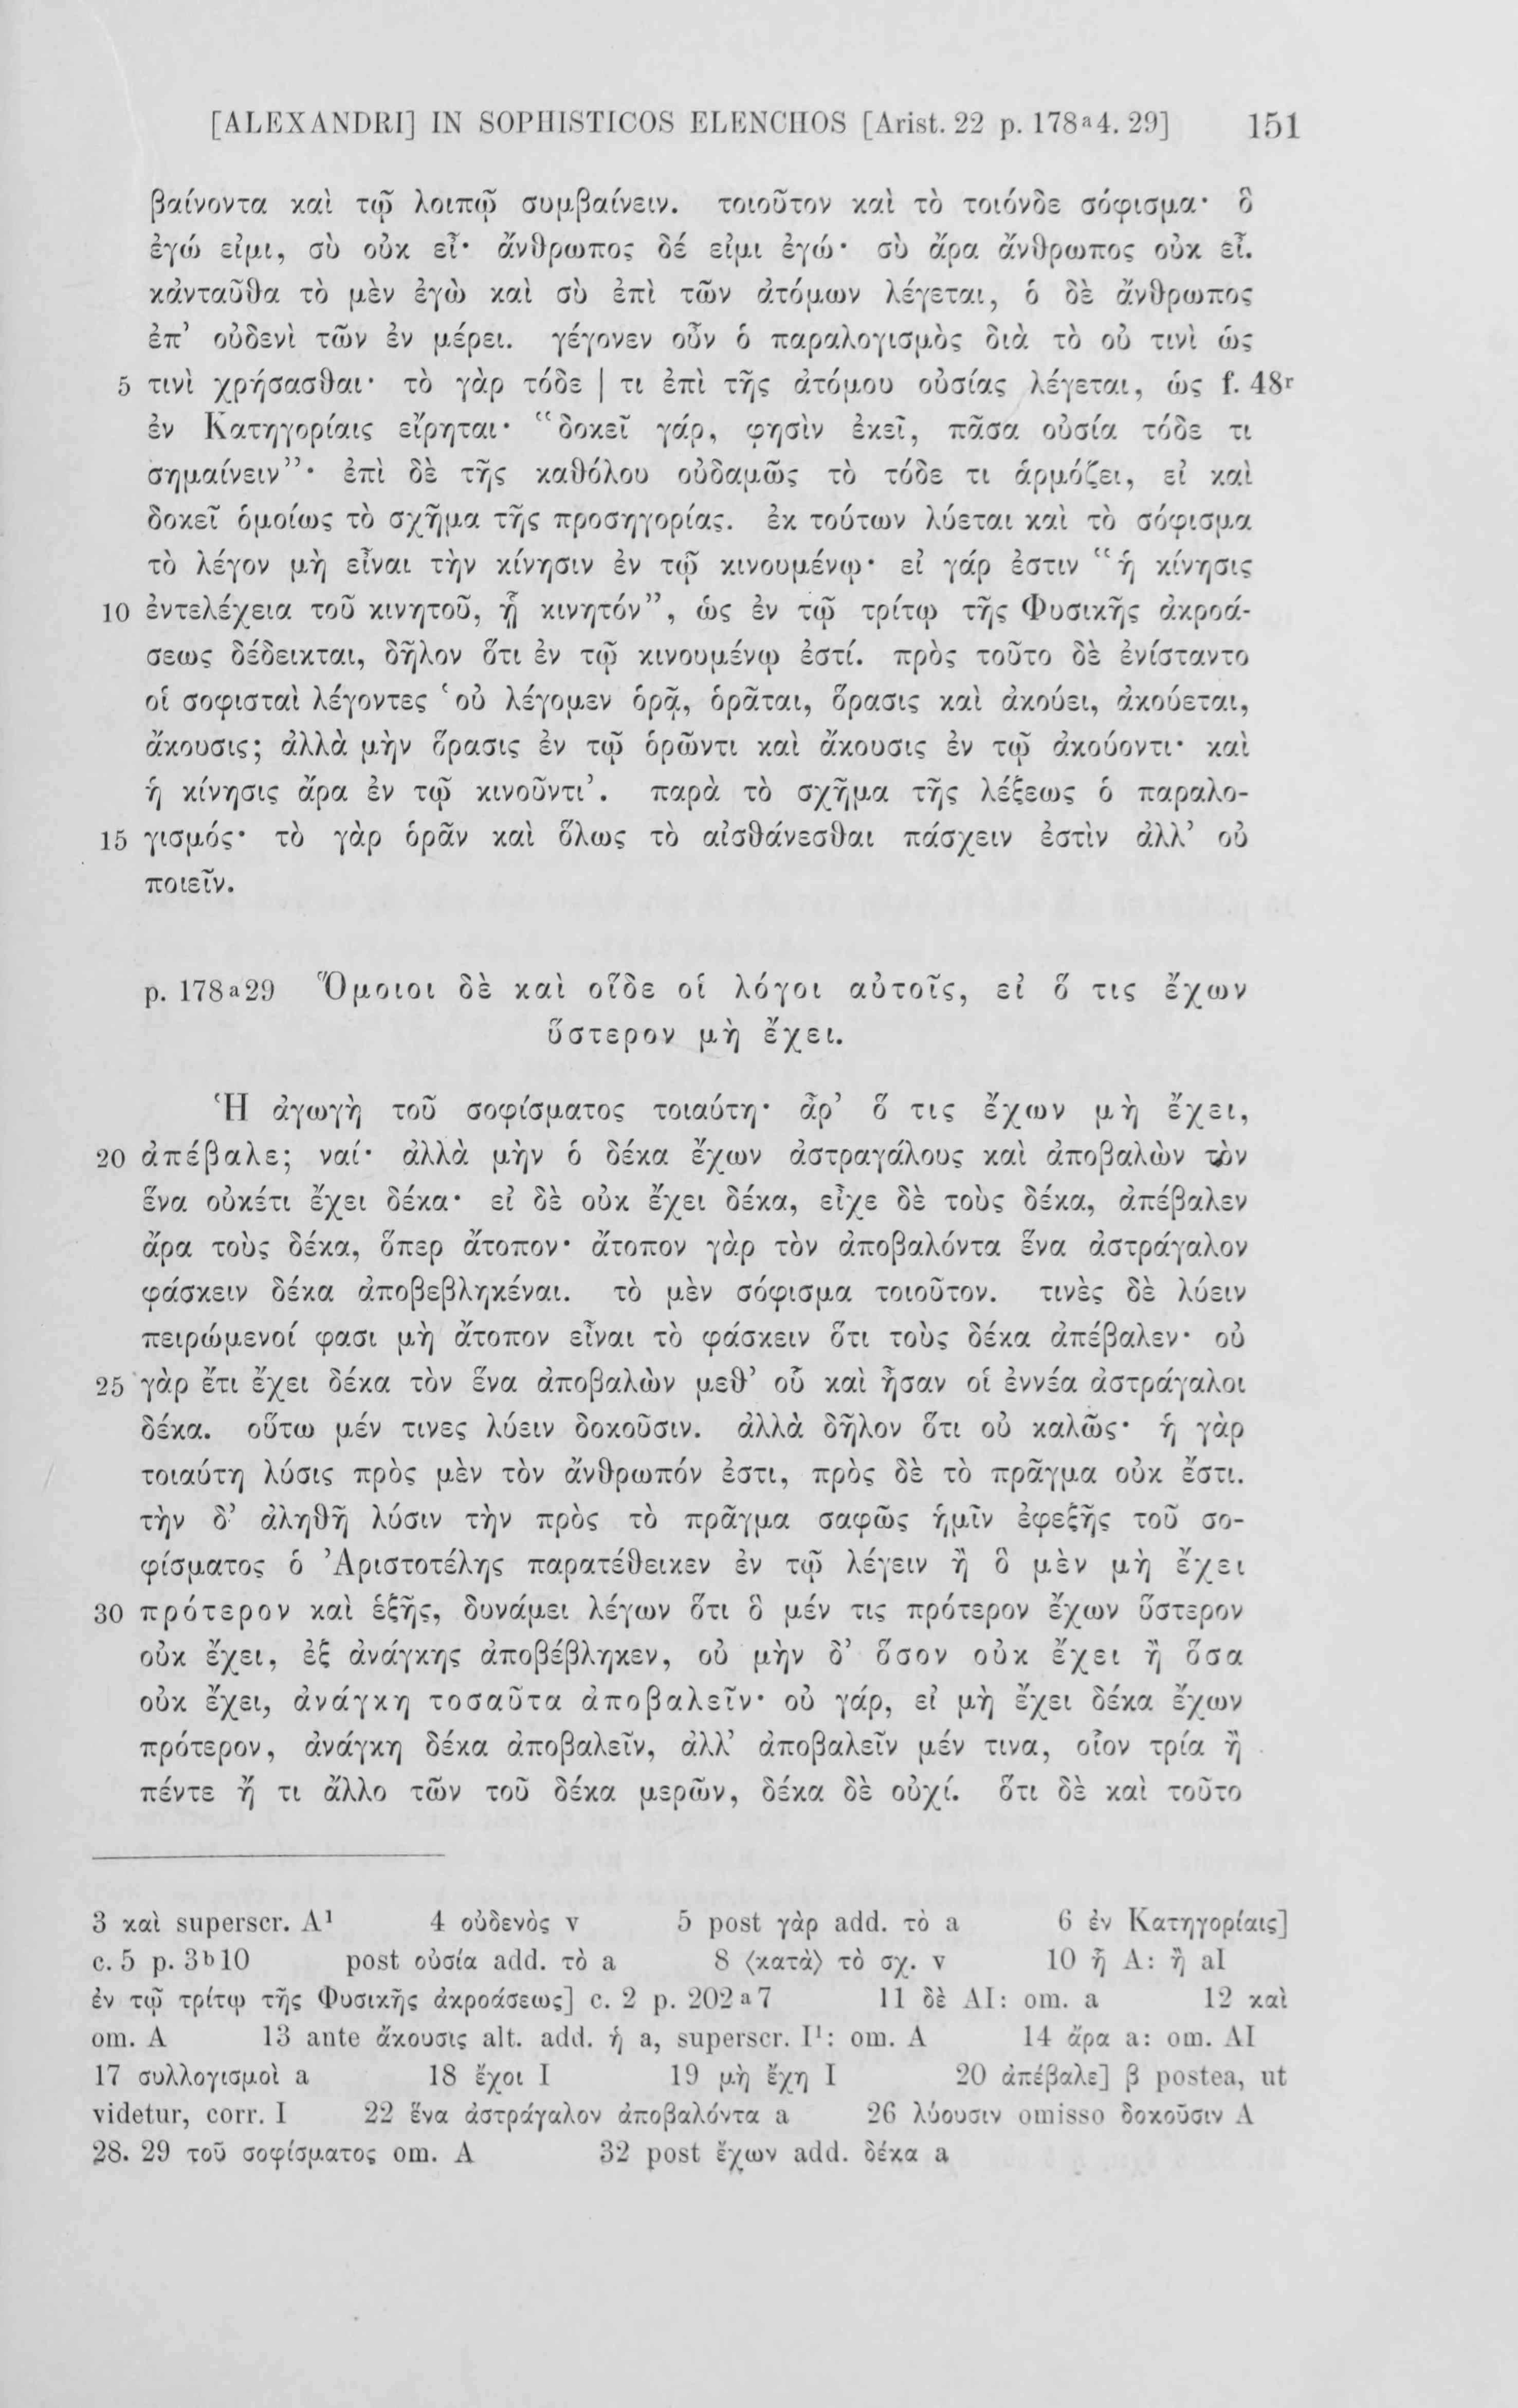 [ALEXANDRI] IN SOPHISTICOS ELENCHOS [Arist. 22 p. 178ᵃ4. 29] 151
βαίνοντα καὶ τῷ λοιπῷ συμβαίνειν. τοιοῦτον καὶ τὸ τοιόνδε σόφισμα· ὃ
ἐγώ εἰμι, σὺ οὐκ εἶ· ἄνθρωπος δέ εἰμι ἐγώ· σὺ ἄρα ἄνθρωπος οὐκ εἶ.
κἀνταῦθα τὸ μὲν ἐγὼ καὶ σὺ ἐπὶ τῶν ἀτόμων λέγεται, ὁ δὲ ἄνθρωπος
ἐπ’ οὐδενὶ τῶν ἐν μέρει. γέγονεν οὖν ὁ παραλογισμὸς διὰ τὸ οὔ τινὶ ὡς
5 τινὶ χρήσασθαι· τὸ γὰρ τόδε | τι ἐπὶ τῆς ἀτόμου οὐσίας λέγεται, ὡς f. 48ʳ
ἐν Κατηγορίαις εἴρηται· “δοκεῖ γάρ, φησὶν ἐκεῖ, πᾶσα οὐσία τόδε τι
σημαίνειν”· ἐπὶ δὲ τῆς καθόλου οὐδαμῶς τὸ τόδε τι ἁρμόζει, εἰ καὶ
δοκεῖ ὁμοίως τὸ σχῆμα τῆς προσηγορίας. ἐκ τούτων λύεται καὶ τὸ σόφισμα
τὸ λέγον μὴ εἶναι τὴν κίνησιν ἐν τῷ κινουμένῳ· εἰ γάρ ἐστιν “ἡ κίνησις
10 ἐντελέχεια τοῦ κινητοῦ, ᾗ κινητόν”, ὡς ἐν τῷ τρίτῳ τῆς Φυσικῆς ἀκροά-
σεως δέδεικται, δῆλον ὅτι ἐν τῷ κινουμένῳ ἐστί. πρὸς τοῦτο δὲ ἐνίσταντο
οἱ σοφισταὶ λέγοντες ‘οὐ λέγομεν ὁρᾷ, ὁρᾶται, ὅρασις καὶ ἀκούει, ἀκούεται,
ἄκουσις; ἀλλὰ μὴν ὅρασις ἐν τῷ ὁρῶντι καὶ ἄκουσις ἐν τῷ ἀκούοντι· καὶ
ἡ κίνησις ἄρα ἐν τῷ κινοῦντι’. παρὰ τὸ σχῆμα τῆς λέξεως ὁ παραλο-
15 γισμός· τὸ γὰρ ὁρᾶν καὶ ὅλως τὸ αἰσθάνεσθαι πάσχειν ἐστὶν ἀλλ’ οὐ
ποιεῖν.
p. 178ᵃ29 Ὅμοιοι δὲ καὶ οἵδε οἱ λόγοι αὐτοῖς, εἰ ὅ τις ἔχων
ὕστερον μὴ ἔχει.
Ἡ ἀγωγὴ τοῦ σοφίσματος τοιαύτη· ἆρ’ ὅ τις ἔχων μὴ ἔχει,
20 ἀπέβαλε; ναί· ἀλλὰ μὴν ὁ δέκα ἔχων ἀστραγάλους καὶ ἀποβαλὼν τὸν
ἕνα οὐκέτι ἔχει δέκα· εἰ δὲ οὐκ ἔχει δέκα, εἶχε δὲ τοὺς δέκα, ἀπέβαλεν
ἄρα τοὺς δέκα, ὅπερ ἄτοπον· ἄτοπον γὰρ τὸν ἀποβαλόντα ἕνα ἀστράγαλον
φάσκειν δέκα ἀποβεβληκέναι. τὸ μὲν σόφισμα τοιοῦτον. τινὲς δὲ λύειν
πειρώμενοί φασι μὴ ἄτοπον εἶναι τὸ φάσκειν ὅτι τοὺς δέκα ἀπέβαλεν· οὐ
25 γὰρ ἔτι ἔχει δέκα τὸν ἕνα ἀποβαλὼν μεθ’ οὗ καὶ ἦσαν οἱ ἐννέα ἀστράγαλοι
δέκα. οὕτω μέν τινες λύειν δοκοῦσιν. ἀλλὰ δῆλον ὅτι οὐ καλῶς· ἡ γὰρ
τοιαύτη λύσις πρὸς μὲν τὸν ἄνθρωπόν ἐστι, πρὸς δὲ τὸ πρᾶγμα οὐκ ἔστι.
τὴν δ’ ἀληθῆ λύσιν τὴν πρὸς τὸ πρᾶγμα σαφῶς ἡμῖν ἐφεξῆς τοῦ σο-
φίσματος ὁ Ἀριστοτέλης παρατέθεικεν ἐν τῷ λέγειν ἢ ὃ μὲν μὴ ἔχει
30 πρότερον καὶ ἑξῆς, δυνάμει λέγων ὅτι ὃ μέν τις πρότερον ἔχων ὕστερον
οὐκ ἔχει, ἐξ ἀνάγκης ἀποβέβληκεν, οὐ μὴν δ’ ὅσον οὐκ ἔχει ἢ ὅσα
οὐκ ἔχει, ἀνάγκη τοσαῦτα ἀποβαλεῖν· οὐ γάρ, εἰ μὴ ἔχει δέκα ἔχων
πρότερον, ἀνάγκη δέκα ἀποβαλεῖν, ἀλλ’ ἀποβαλεῖν μέν τινα, οἷον τρία ἢ
πέντε ἤ τι ἄλλο τῶν τοῦ δέκα μερῶν, δέκα δὲ οὐχί. ὅτι δὲ καὶ τοῦτο
3 καὶ superscr. A¹ 4 οὐδενὸς v 5 post γὰρ add. τὸ a 6 ἐν Κατηγορίαις]
c. 5 p. 3ᵇ10 post οὐσία add. τὸ a 8 ⟨κατὰ⟩ τὸ σχ. v 10 ᾗ A: ἢ aI
ἐν τῷ τρίτῳ τῆς Φυσικῆς ἀκροάσεως] c. 2 p. 202ᵃ7 11 δὲ AI: om. a 12 καὶ
om. A 13 ante ἄκουσις alt. add. ἡ a, superscr. I¹: om. A 14 ἄρα a: om. AI
17 συλλογισμοὶ a 18 ἔχοι I 19 μὴ ἔχῃ I 20 ἀπέβαλε] β postea, ut
videtur, corr. I 22 ἕνα ἀστράγαλον ἀποβαλόντα a 26 λύουσιν omisso δοκοῦσιν A
28. 29 τοῦ σοφίσματος om. A 32 post ἔχων add. δέκα a